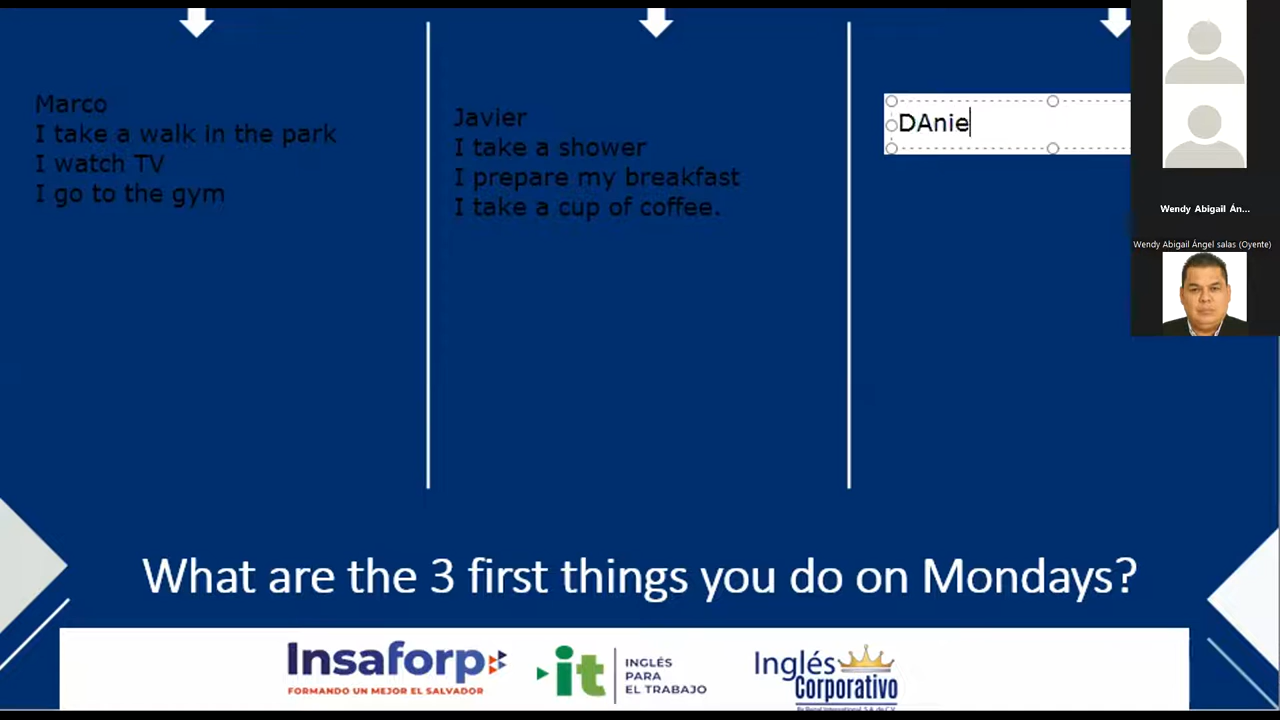 Marco
I take a walk in the park
I watch TV
I go to the gym
Javier
I take a shower
I prepare my breakfast
I take a cup of coffee.
DAnie
Wendy Abigail Án...
Wendy Abigail Ángel salas (Oyente)
What are the 3 first things you do on Mondays?
Insaforp
FORMANDO UN MEJOR EL SALVADOR
it
INGLÉS
PARA
EL TRABAJO
Inglés
Corporativo